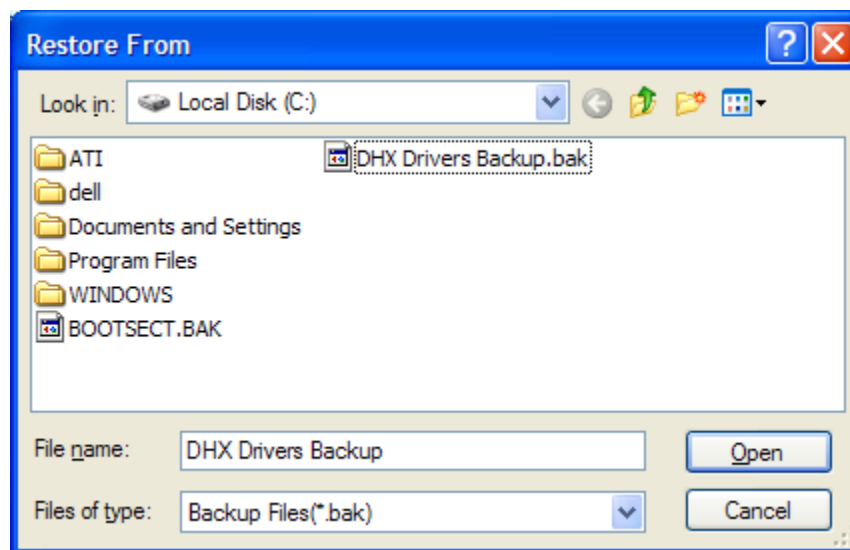 Restore From
Look in: Local Disk (C:)
ATI
DHX Drivers Backup.bak
dell
Documents and Settings
Program Files
WINDOWS
BOOTSECT.BAK
File name: DHX Drivers Backup
Open
Files of type: Backup Files(*.bak)
Cancel